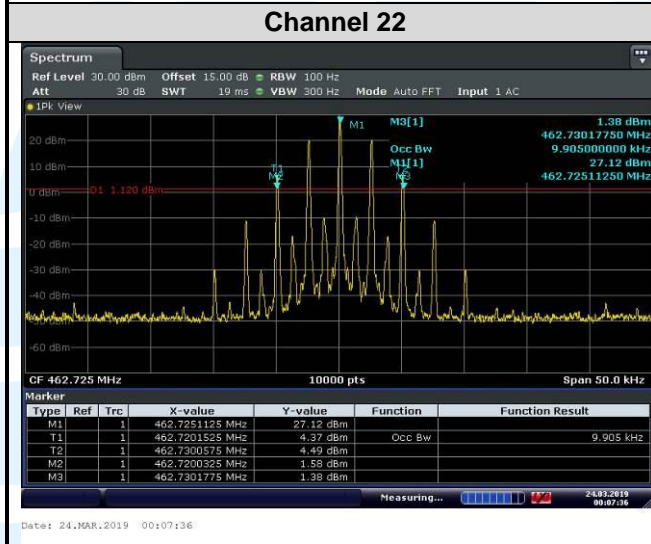 Channel 22
Spectrum
Ref Level 30.00 dBm Offset 15.00 dB RBW 100 Hz
Att 30 dB SWT 19 ms VBW 300 Hz Mode Auto FFT Input 1 AC
1Pk View
M1 M3[1] 1.38 dBm
462.73017750 MHz
20 dBm
Occ Bw 9.905000000 kHz
M1[1] 27.12 dBm
462.72511250 MHz
10 dBm
T1
0 dBm
D1 1.120 dBm
-10 dBm
-20 dBm
-30 dBm
-40 dBm
-60 dBm
CF 462.725 MHz 10000 pts Span 50.0 kHz
Marker
Type Ref Trc X-value Y-value Function Function Result
M1 1 462.7251125 MHz 27.12 dBm
T1 1 462.7201525 MHz 4.37 dBm Occ Bw 9.905 kHz
T2 1 462.7300575 MHz 4.49 dBm
M2 1 462.7200325 MHz 1.58 dBm
M3 1 462.7301775 MHz 1.38 dBm
Measuring... 24.03.2019
00:07:36
Date: 24.MAR.2019 00:07:36